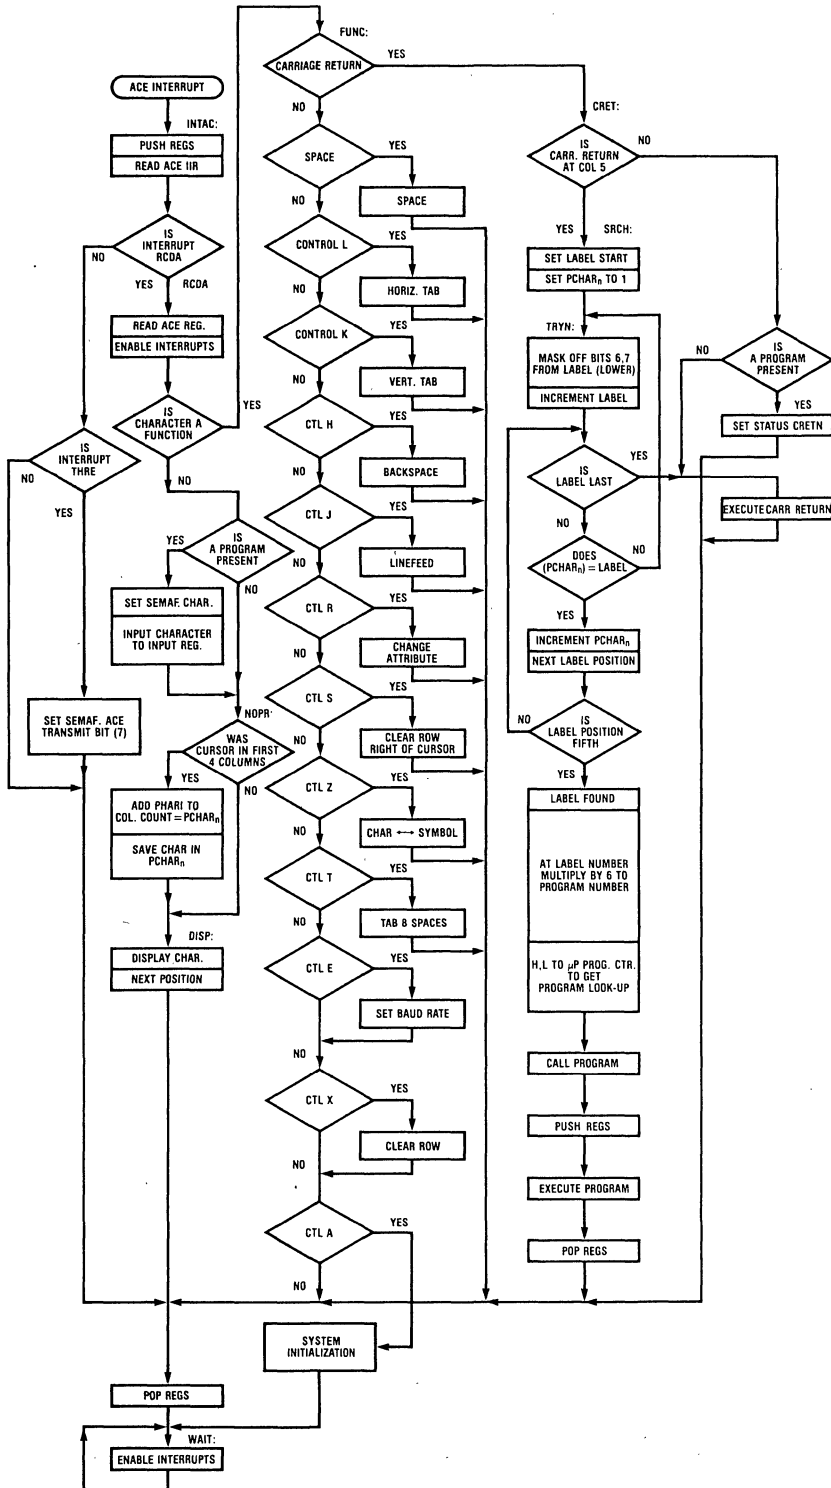 ACE INTERRUPT
INTAC:
PUSH REGS
READ ACE IIR
IS
INTERRUPT
RCDA
NO
YES
RCDA
READ ACE REG.
ENABLE INTERRUPTS
IS
CHARACTER A
FUNCTION
YES
NO
IS
INTERRUPT
THRE
NO
YES
IS
A PROGRAM
PRESENT
YES
NO
SET SEMAF. CHAR.
INPUT CHARACTER
TO INPUT REG.
SET SEMAF. ACE
TRANSMIT BIT (7)
NOPR
WAS
CURSOR IN FIRST
4 COLUMNS
YES
NO
ADD PHARI TO
COL. COUNT = PCHARn
SAVE CHAR IN
PCHARn
DISP:
DISPLAY CHAR.
NEXT POSITION
POP REGS
WAIT:
ENABLE INTERRUPTS
FUNC:
CARRIAGE RETURN
YES
NO
SPACE
YES
SPACE
NO
CONTROL L
YES
HORIZ. TAB
NO
CONTROL K
YES
VERT. TAB
NO
CTL H
YES
BACKSPACE
NO
CTL J
YES
LINEFEED
NO
CTL R
YES
CHANGE
ATTRIBUTE
NO
CTL S
YES
CLEAR ROW
RIGHT OF CURSOR
NO
CTL Z
YES
CHAR ↔ SYMBOL
NO
CTL T
YES
TAB 8 SPACES
NO
CTL E
YES
SET BAUD RATE
NO
CTL X
YES
CLEAR ROW
NO
CTL A
YES
NO
SYSTEM
INITIALIZATION
CRET:
IS
CARR. RETURN
AT COL 5
NO
YES
SRCH:
SET LABEL START
SET PCHARn TO 1
TRYN:
MASK OFF BITS 6,7
FROM LABEL (LOWER)
INCREMENT LABEL
IS
LABEL LAST
YES
NO
DOES
(PCHARn) = LABEL
NO
YES
INCREMENT PCHARn
NEXT LABEL POSITION
IS
LABEL POSITION
FIFTH
NO
YES
LABEL FOUND
AT LABEL NUMBER
MULTIPLY BY 6 TO
PROGRAM NUMBER
H,L TO µP PROG. CTR.
TO GET
PROGRAM LOOK-UP
CALL PROGRAM
PUSH REGS
EXECUTE PROGRAM
POP REGS
IS
A PROGRAM
PRESENT
NO
YES
SET STATUS CRETN
EXECUTE CARR RETURN